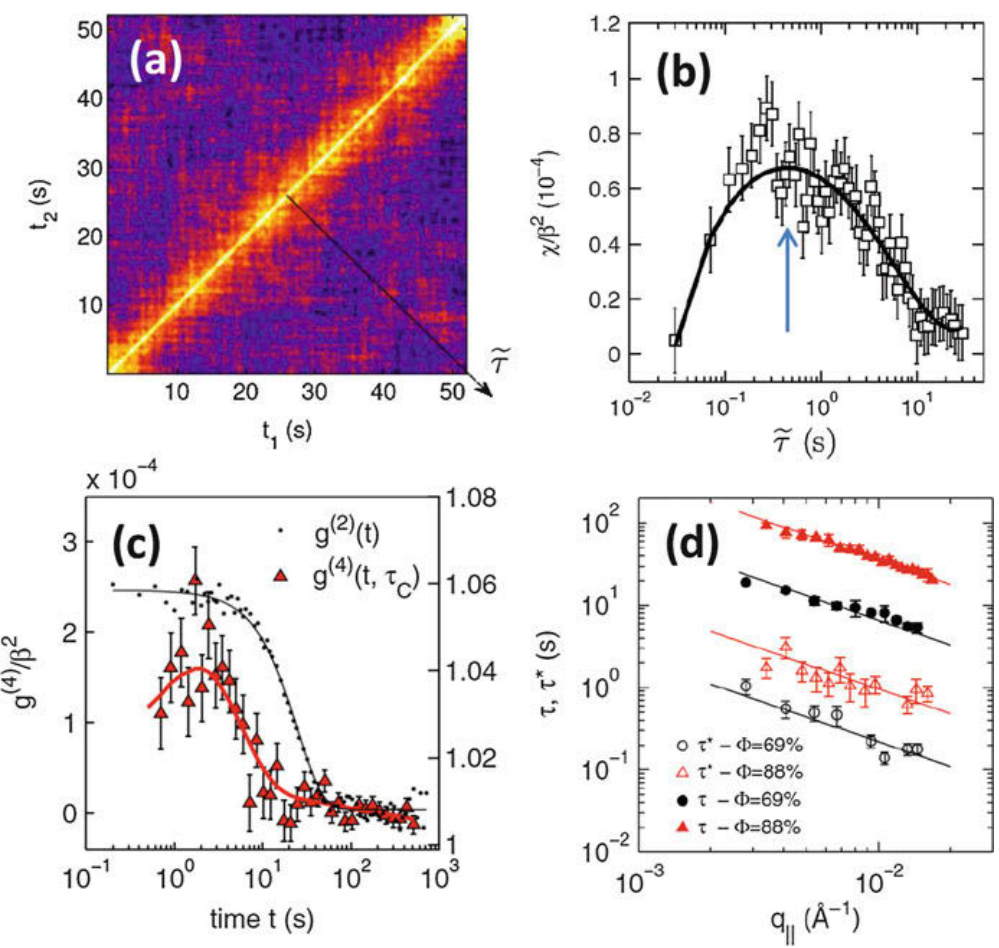 (a)
50
40
30
20
10
t₂ (s)
10 20 30 40 50
t₁ (s)
τ̃
(b)
1.2
1
0.8
0.6
0.4
0.2
0
χ/β² (10⁻⁴)
10⁻² 10⁻¹ 10⁰ 10¹
τ̃ (s)
x 10⁻⁴
(c)
3
2
1
0
g⁽⁴⁾/β²
g⁽²⁾(t)
g⁽⁴⁾(t, τC)
1.08
1.06
1.04
1.02
1
10⁻¹ 10⁰ 10¹ 10² 10³
time t (s)
(d)
10²
10¹
10⁰
10⁻¹
10⁻²
τ, τ* (s)
τ* – Φ=69%
τ* – Φ=88%
τ – Φ=69%
τ – Φ=88%
10⁻³ 10⁻²
q|| (Å⁻¹)